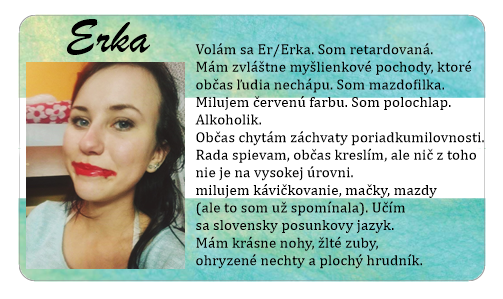 Erka
Volám sa Er/Erka. Som retardovaná.
Mám zvláštne myšlienkové pochody, ktoré
občas ľudia nechápu. Som mazdofilka.
Milujem červenú farbu. Som polochlap.
Alkoholik.
Občas chytám záchvaty poriadkumilovnosti.
Rada spievam, občas kreslím, ale nič z toho
nie je na vysokej úrovni.
milujem kávičkovanie, mačky, mazdy
(ale to som už spomínala). Učím
sa slovensky posunkovy jazyk.
Mám krásne nohy, žlté zuby,
ohryzené nechty a plochý hrudník.